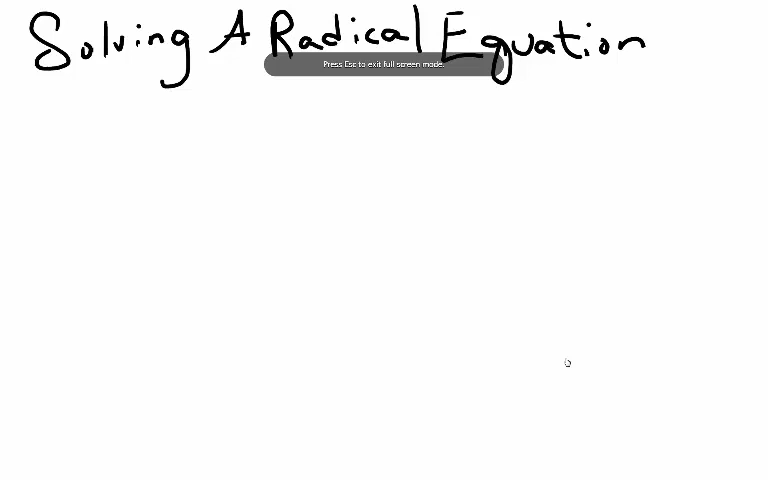 Solving A Radical Equation
Press Esc to exit full screen mode.